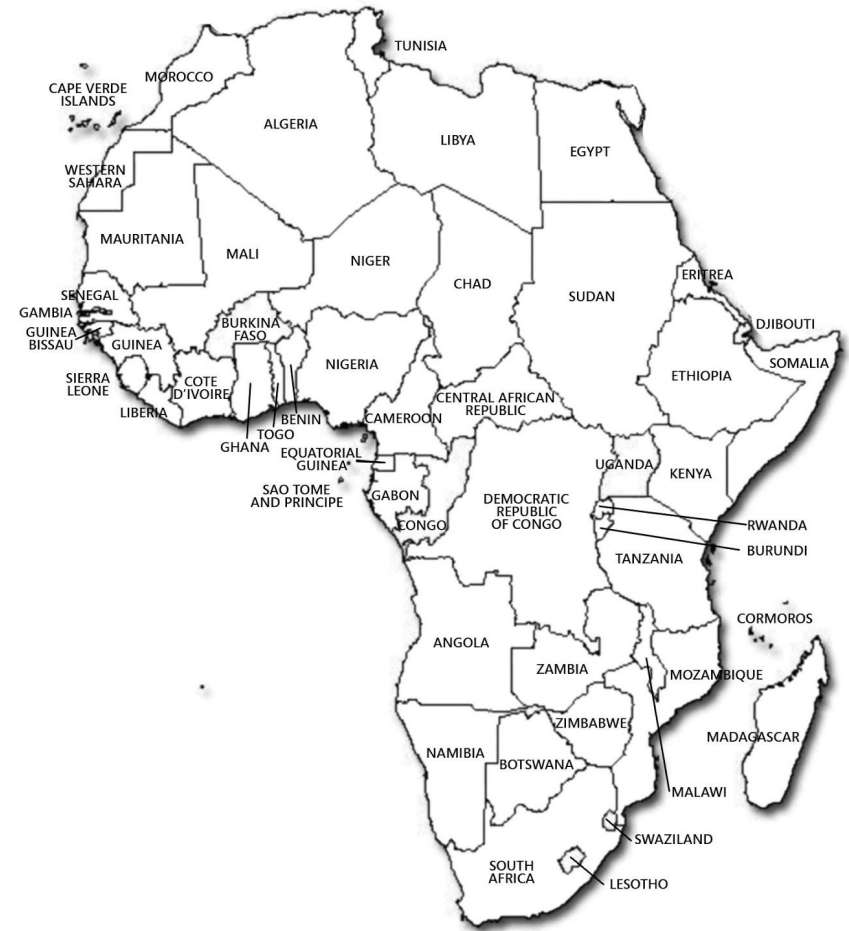 TUNISIA
MOROCCO
CAPE VERDE
ISLANDS
ALGERIA
LIBYA
EGYPT
WESTERN
SAHARA
MAURITANIA
MALI
NIGER
CHAD
SUDAN
ERITREA
SENEGAL
GAMBIA
GUINEA
BISSAU
GUINEA
BURKINA
FASO
DJIBOUTI
NIGERIA
SOMALIA
ETHIOPIA
SIERRA
LEONE
COTE
D'IVOIRE
LIBERIA
CENTRAL AFRICAN
REPUBLIC
BENIN
CAMEROON
TOGO
GHANA
EQUATORIAL
GUINEA
UGANDA
KENYA
SAO TOME
AND PRINCIPE
GABON
DEMOCRATIC
REPUBLIC
OF CONGO
CONGO
RWANDA
BURUNDI
TANZANIA
CORMOROS
ANGOLA
ZAMBIA
MOZAMBIQUE
ZIMBABWE
MADAGASCAR
NAMIBIA
BOTSWANA
MALAWI
SWAZILAND
SOUTH
AFRICA
LESOTHO